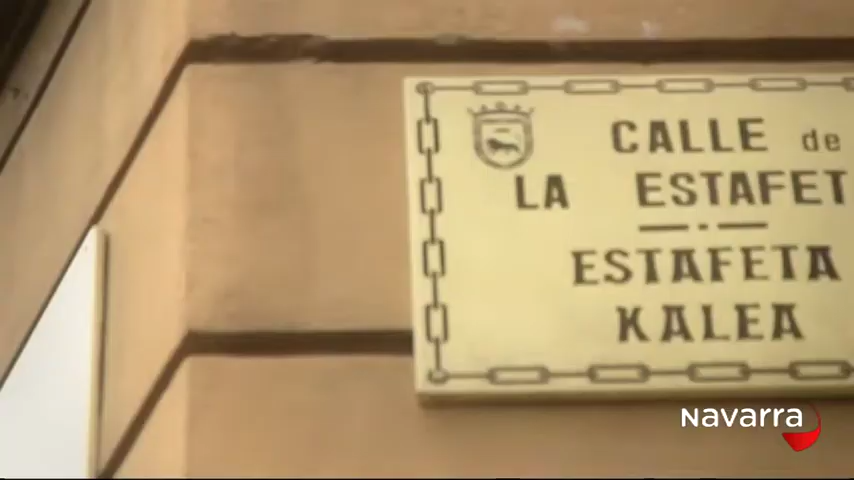 CALLE de
LA ESTAFET
ESTAFETA
KALEA
Navarra